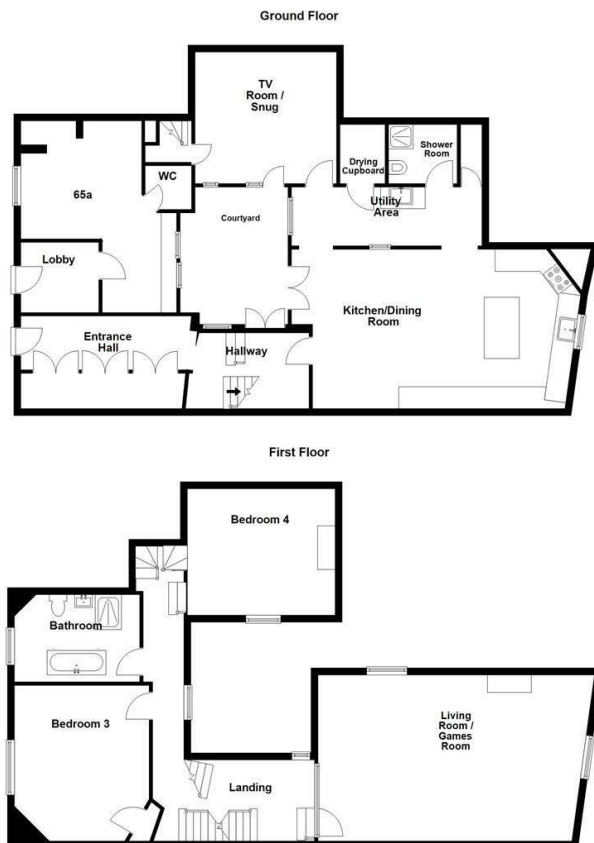 Ground Floor
TV
Room /
Snug
65a
WC
Drying
Cupboard
Shower
Room
Utility
Area
Courtyard
Lobby
Kitchen/Dining
Room
Entrance
Hall
Hallway
First Floor
Bedroom 4
Bathroom
Bedroom 3
Living
Room /
Games
Room
Landing